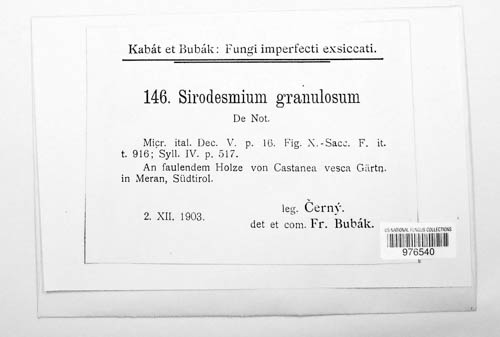 Kabát et Bubák: Fungi imperfecti exsiccati.
146. Sirodesmium granulosum
De Not.
Micr. ital. Dec. V. p. 16. Fig. X.-Sacc. F. it.
t. 916; Syll. IV. p. 517.
An faulendem Holze von Castanea vesca Gärtn.
in Meran, Südtirol.
2. XII. 1903.
leg. Černý.
det et com. Fr. Bubák.
US NATIONAL FUNGUS COLLECTIONS
976540